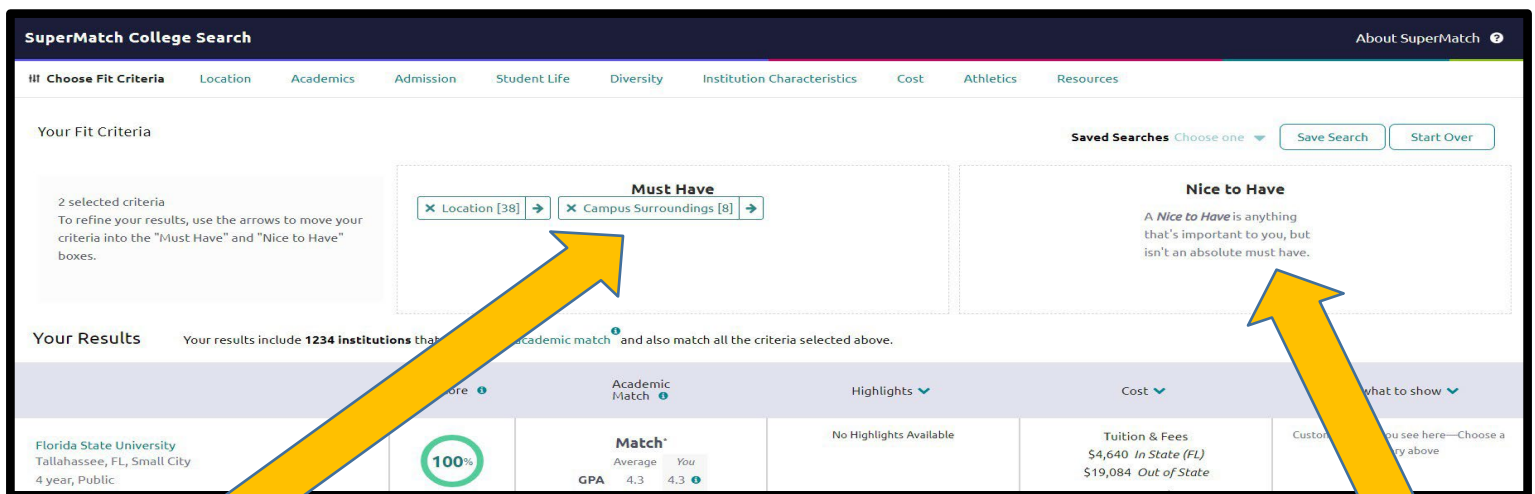 SuperMatch College Search
About SuperMatch ?
Choose Fit Criteria Location Academics Admission Student Life Diversity Institution Characteristics Cost Athletics Resources
Your Fit Criteria
Saved Searches Choose one Save Search Start Over
2 selected criteria
To refine your results, use the arrows to move your
criteria into the "Must Have" and "Nice to Have"
boxes.
Must Have
× Location [38] → × Campus Surroundings [8] →
Nice to Have
A Nice to Have is anything
that's important to you, but
isn't an absolute must have.
Your Results Your results include 1234 institutions academic match and also match all the criteria selected above.
Academic
Match
Highlights
Cost
what to show
Florida State University
Tallahassee, FL, Small City
4 year, Public
100%
Match*
Average You
GPA 4.3 4.3
No Highlights Available
Tuition & Fees
$4,640 In State (FL)
$19,084 Out of State
see here—Choose a
above